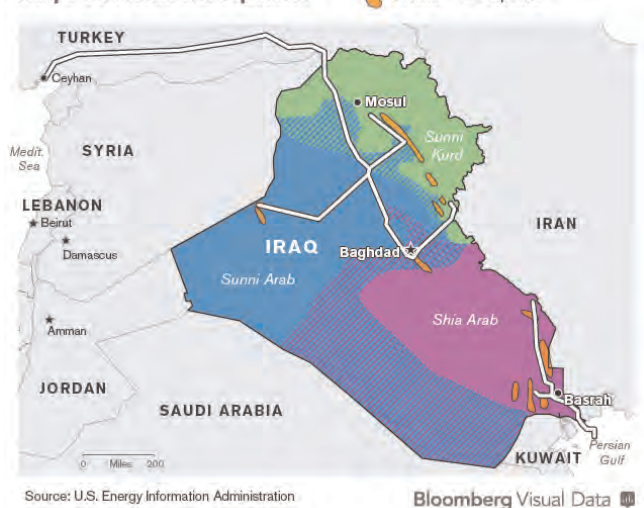 TURKEY
Ceyhan
Mosul
Sunni
Kurd
Medit.
Sea
SYRIA
LEBANON
Beirut
Damascus
IRAQ
Baghdad
IRAN
Sunni Arab
Shia Arab
Amman
JORDAN
SAUDI ARABIA
Basrah
KUWAIT
Persian
Gulf
0 Miles 200
Source: U.S. Energy Information Administration
Bloomberg Visual Data